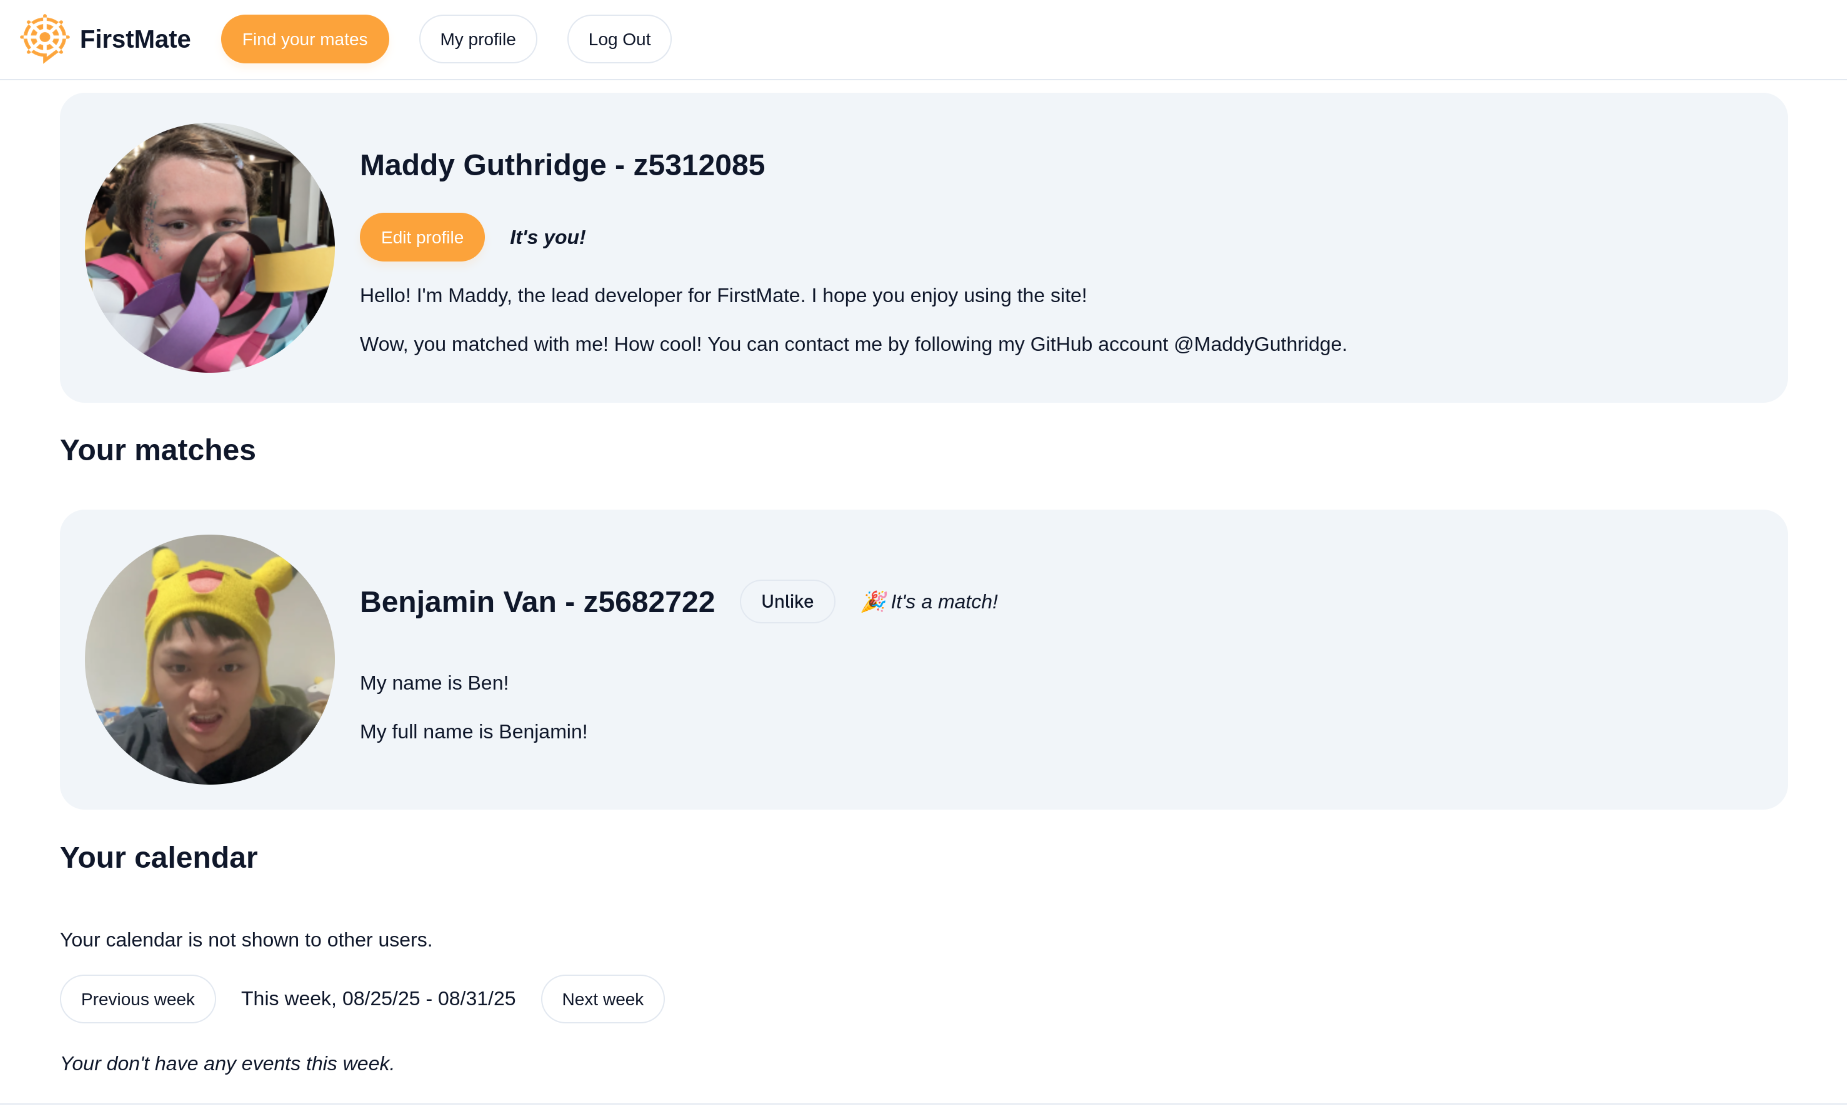 FirstMate
Find your mates
My profile
Log Out
Maddy Guthridge - z5312085
Edit profile
It's you!
Hello! I'm Maddy, the lead developer for FirstMate. I hope you enjoy using the site!
Wow, you matched with me! How cool! You can contact me by following my GitHub account @MaddyGuthridge.
Your matches
Benjamin Van - z5682722
Unlike
🎉 It's a match!
My name is Ben!
My full name is Benjamin!
Your calendar
Your calendar is not shown to other users.
Previous week
This week, 08/25/25 - 08/31/25
Next week
Your don't have any events this week.